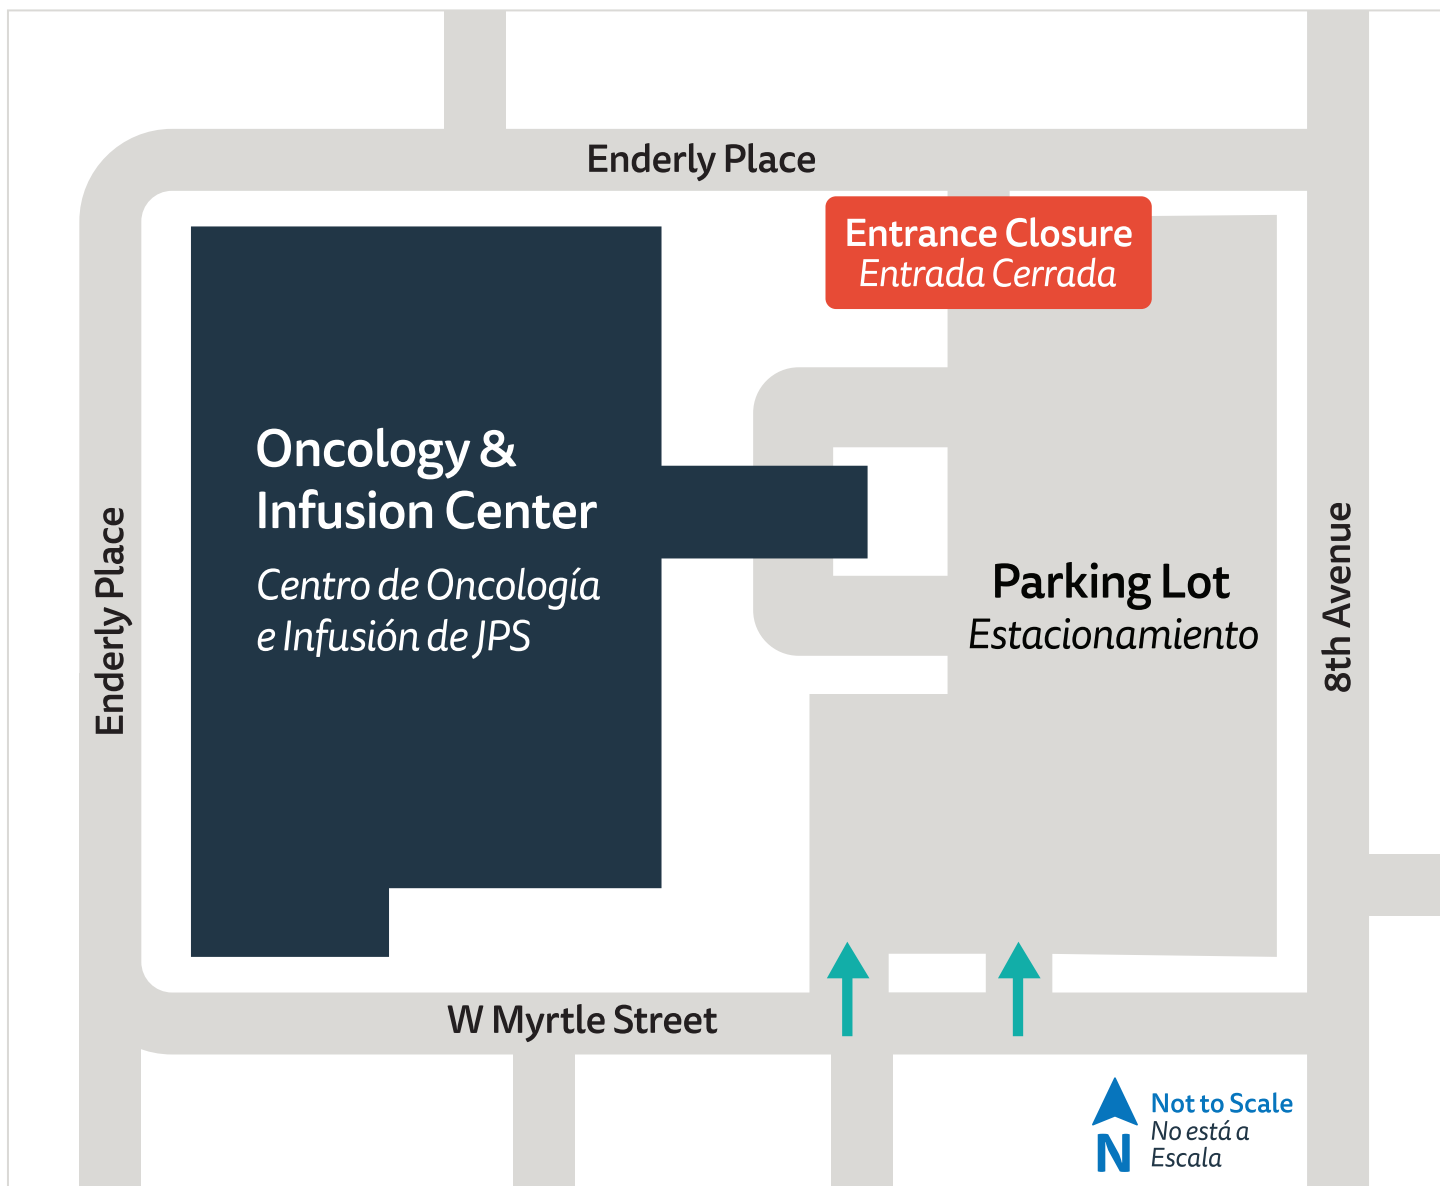 Enderly Place
Entrance Closure
Entrada Cerrada
Oncology &
Infusion Center
Centro de Oncología
e Infusión de JPS
Enderly Place
Parking Lot
Estacionamiento
8th Avenue
W Myrtle Street
Not to Scale
No está a
Escala
N